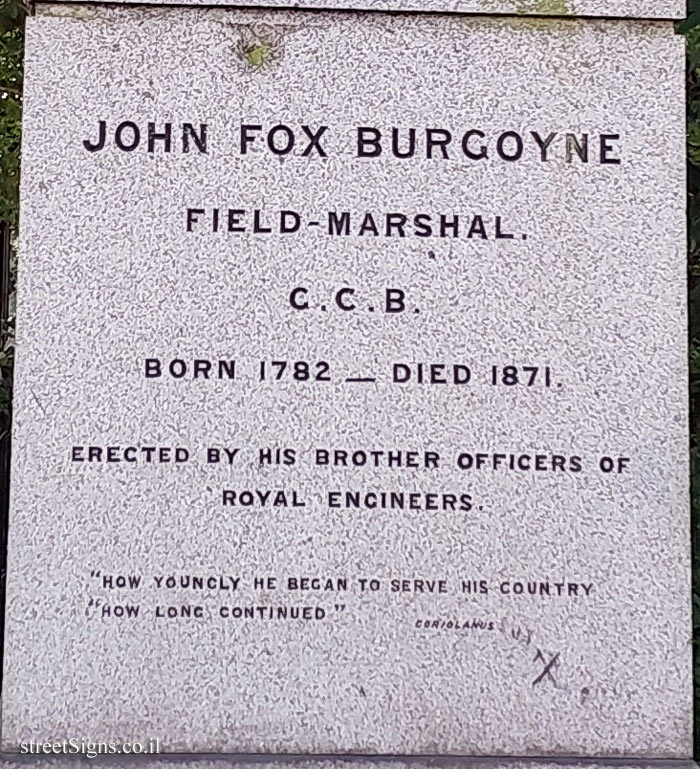 JOHN FOX BURGOYNE
FIELD-MARSHAL.
G.C.B.
BORN 1782 — DIED 1871.
ERECTED BY HIS BROTHER OFFICERS OF
ROYAL ENGINEERS.
"HOW YOUNGLY HE BEGAN TO SERVE HIS COUNTRY
"HOW LONG CONTINUED"
CORIOLANUS
streetSigns.co.il